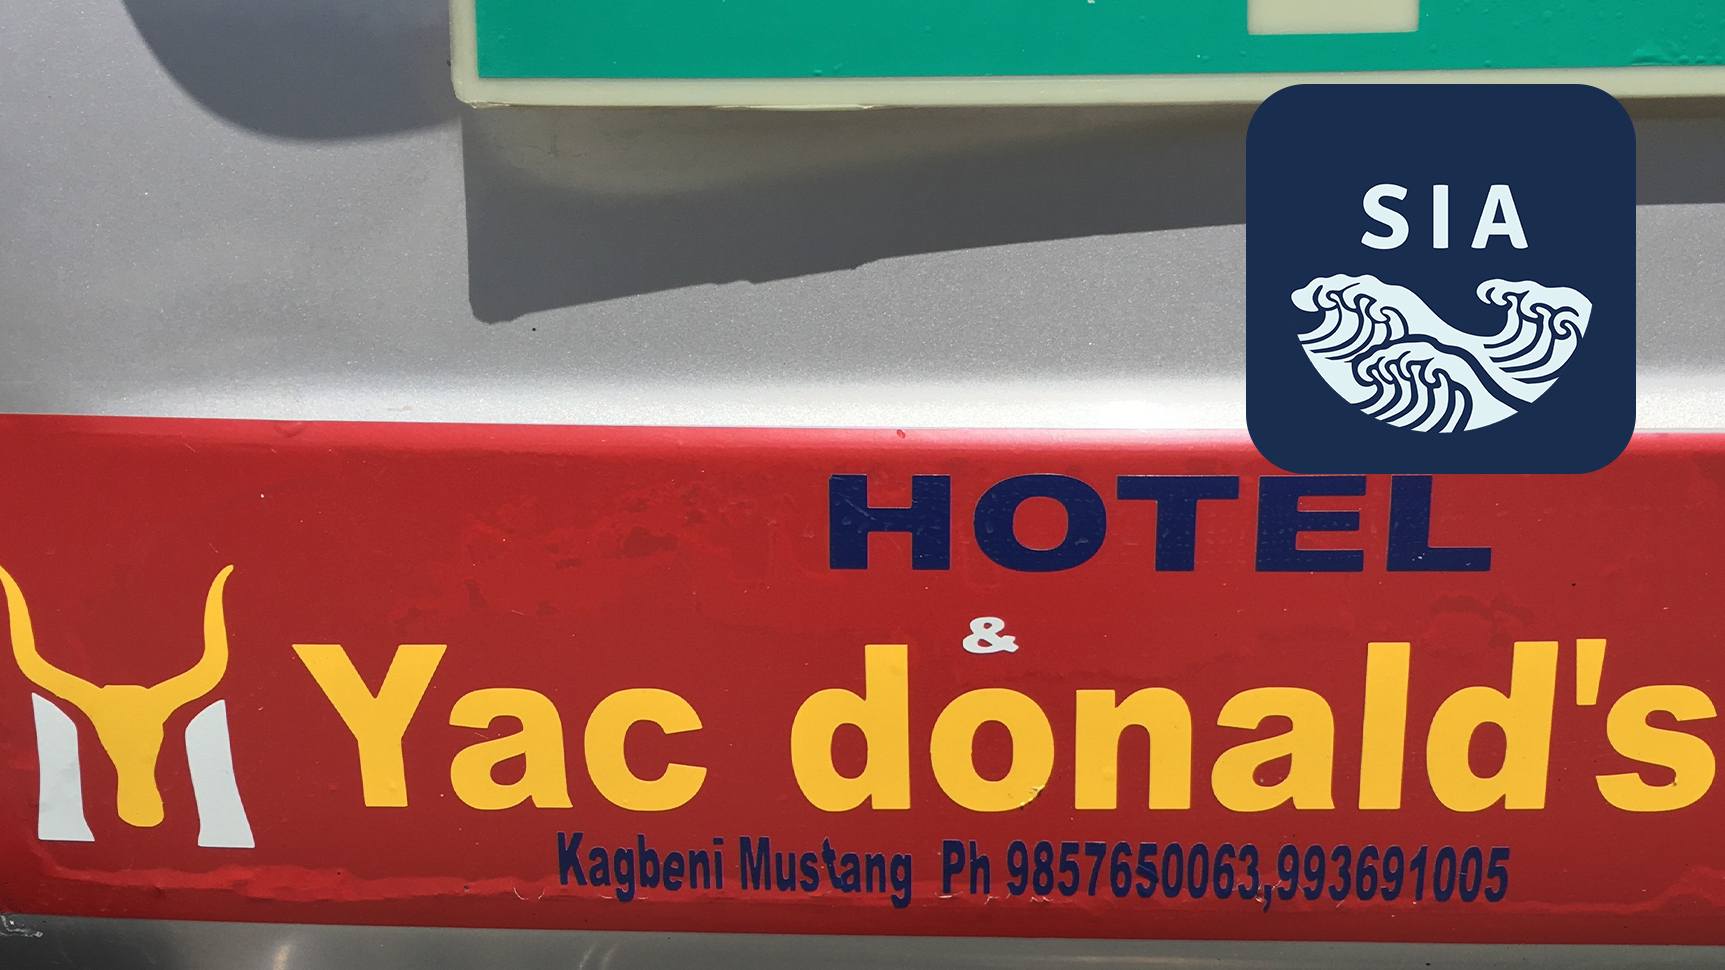 SIA
HOTEL
&
Yac donald's
Kagbeni Mustang Ph 9857650063,993691005